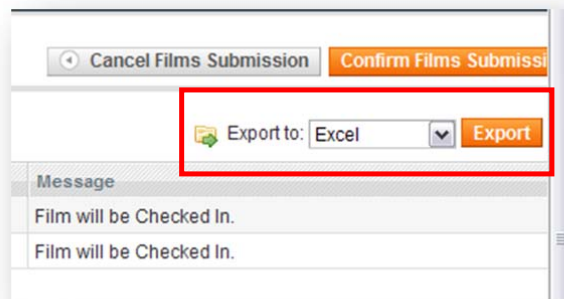 Cancel Films Submission Confirm Films Submissi
Export to: Excel Export
Message
Film will be Checked In.
Film will be Checked In.